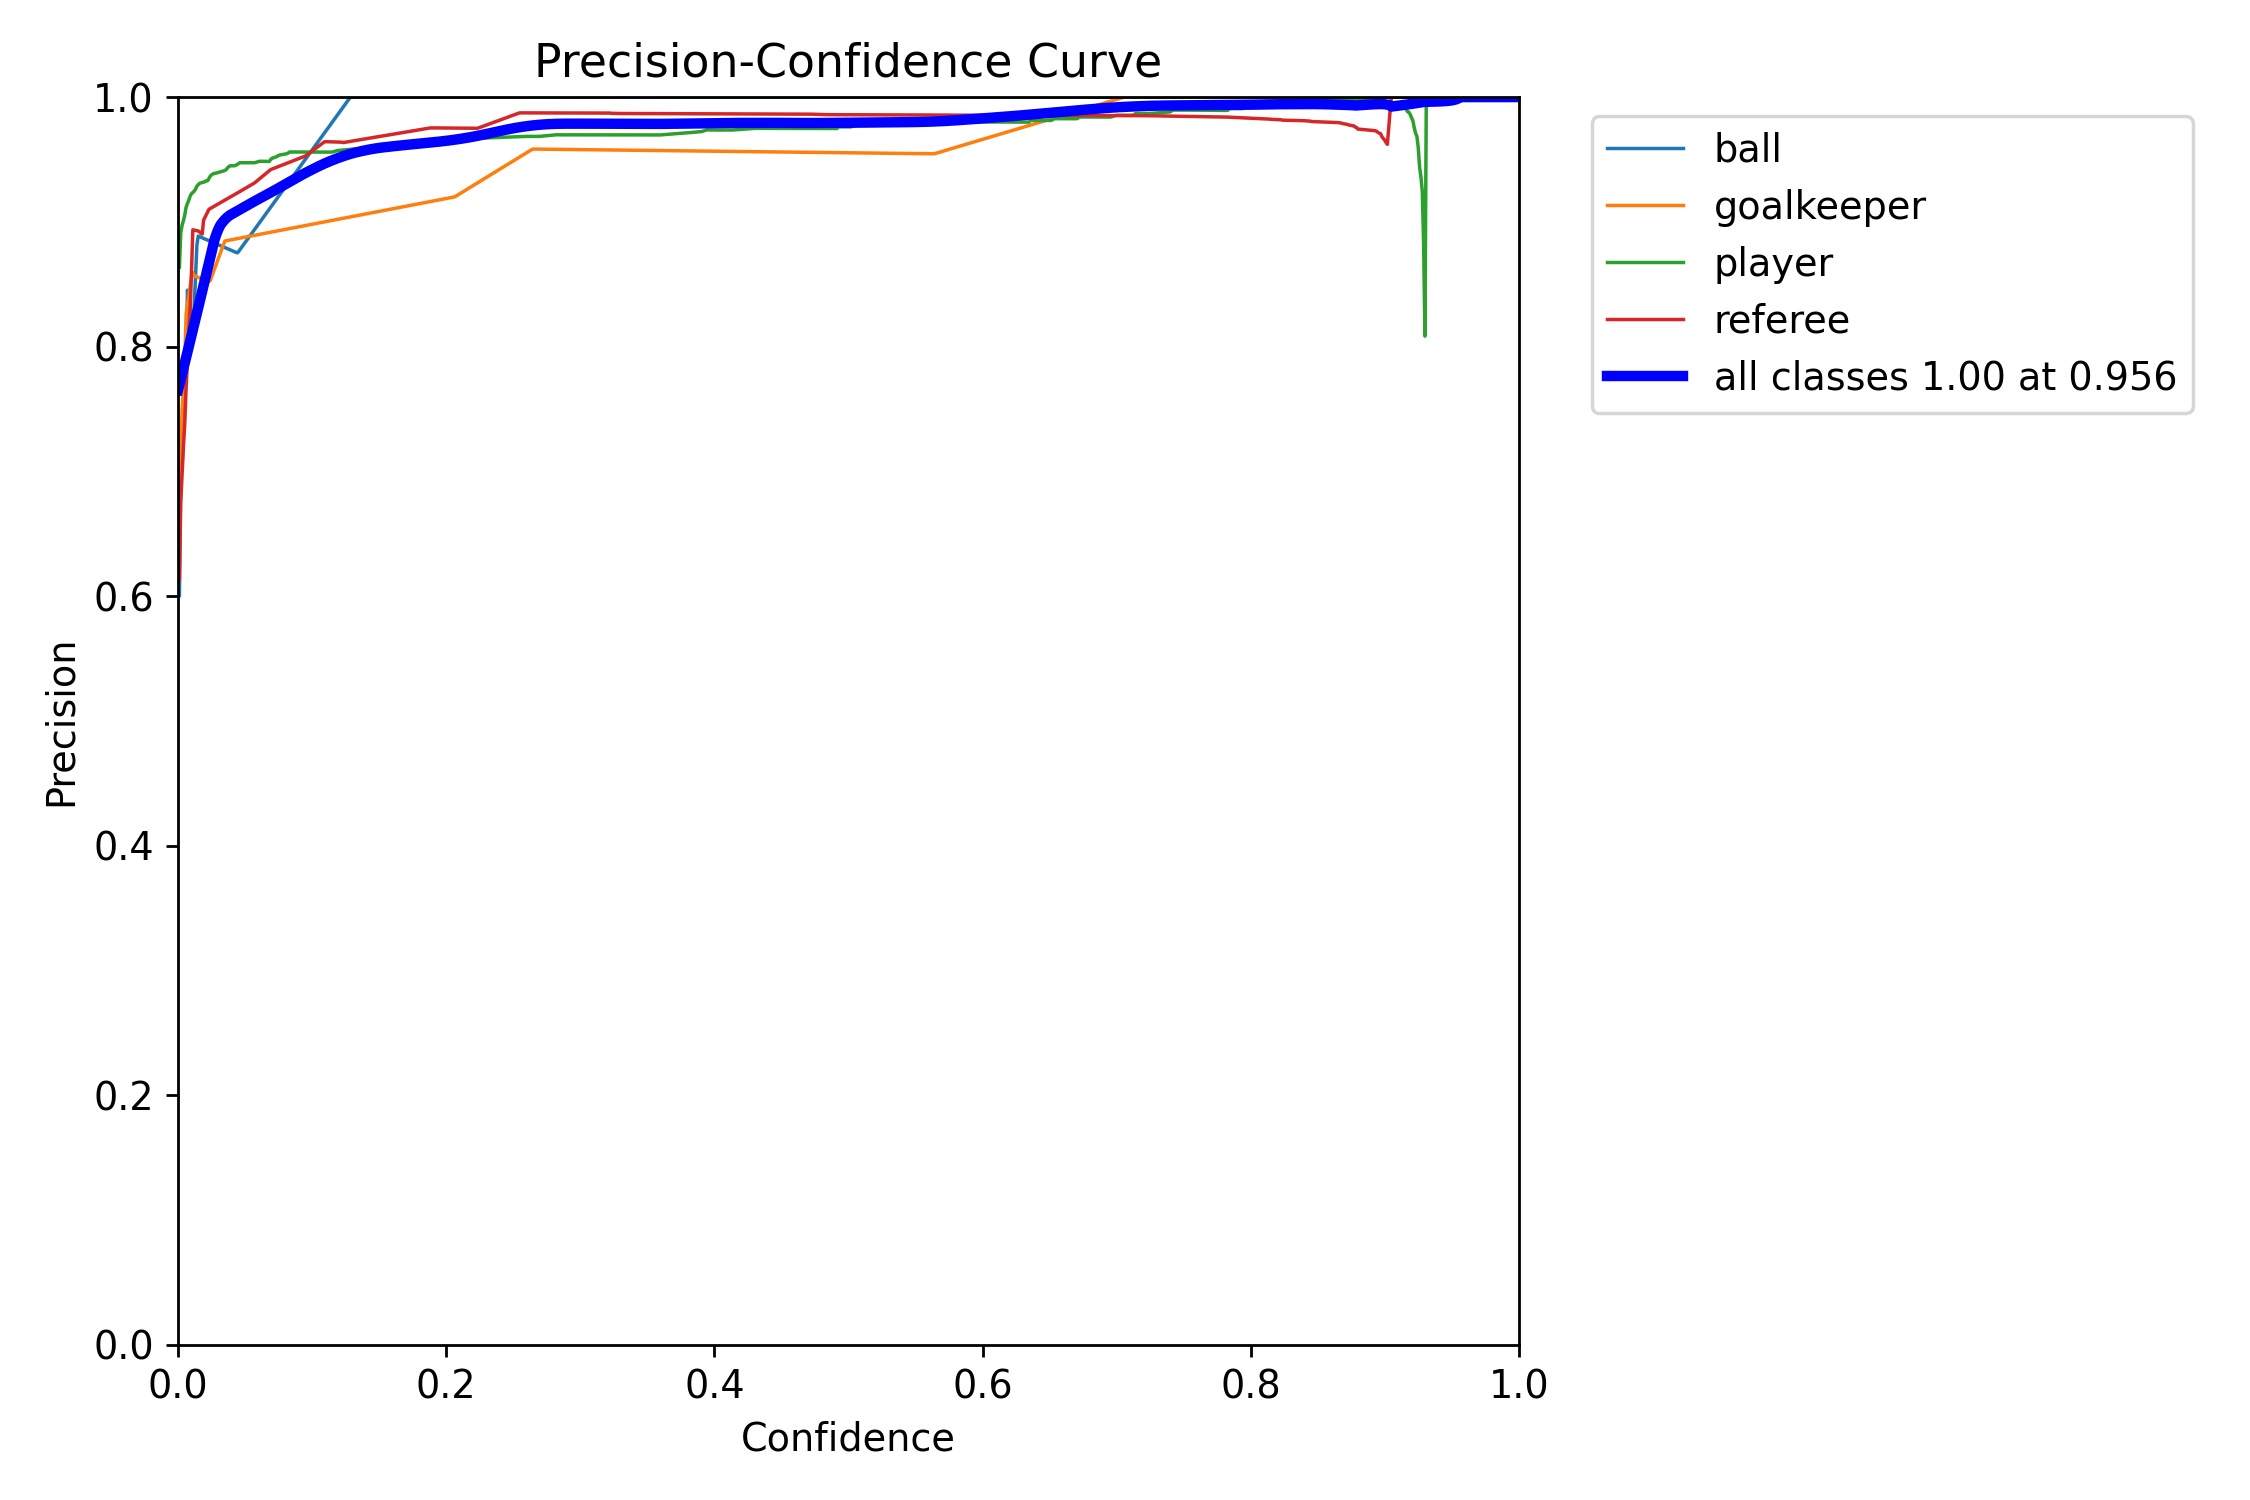 Precision-Confidence Curve
1.0
0.8
0.6
0.4
0.2
0.0
Precision
0.0 0.2 0.4 0.6 0.8 1.0
Confidence
ball
goalkeeper
player
referee
all classes 1.00 at 0.956